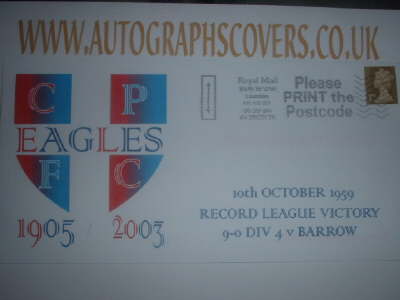 WWW.AUTOGRAPHSCOVERS.CO.UK
Royal Mail
Please
PRINT the
Postcode
C P
EAGLES
F C
1905 2003
10th OCTOBER 1959
RECORD LEAGUE VICTORY
9-0 DIV 4 v BARROW